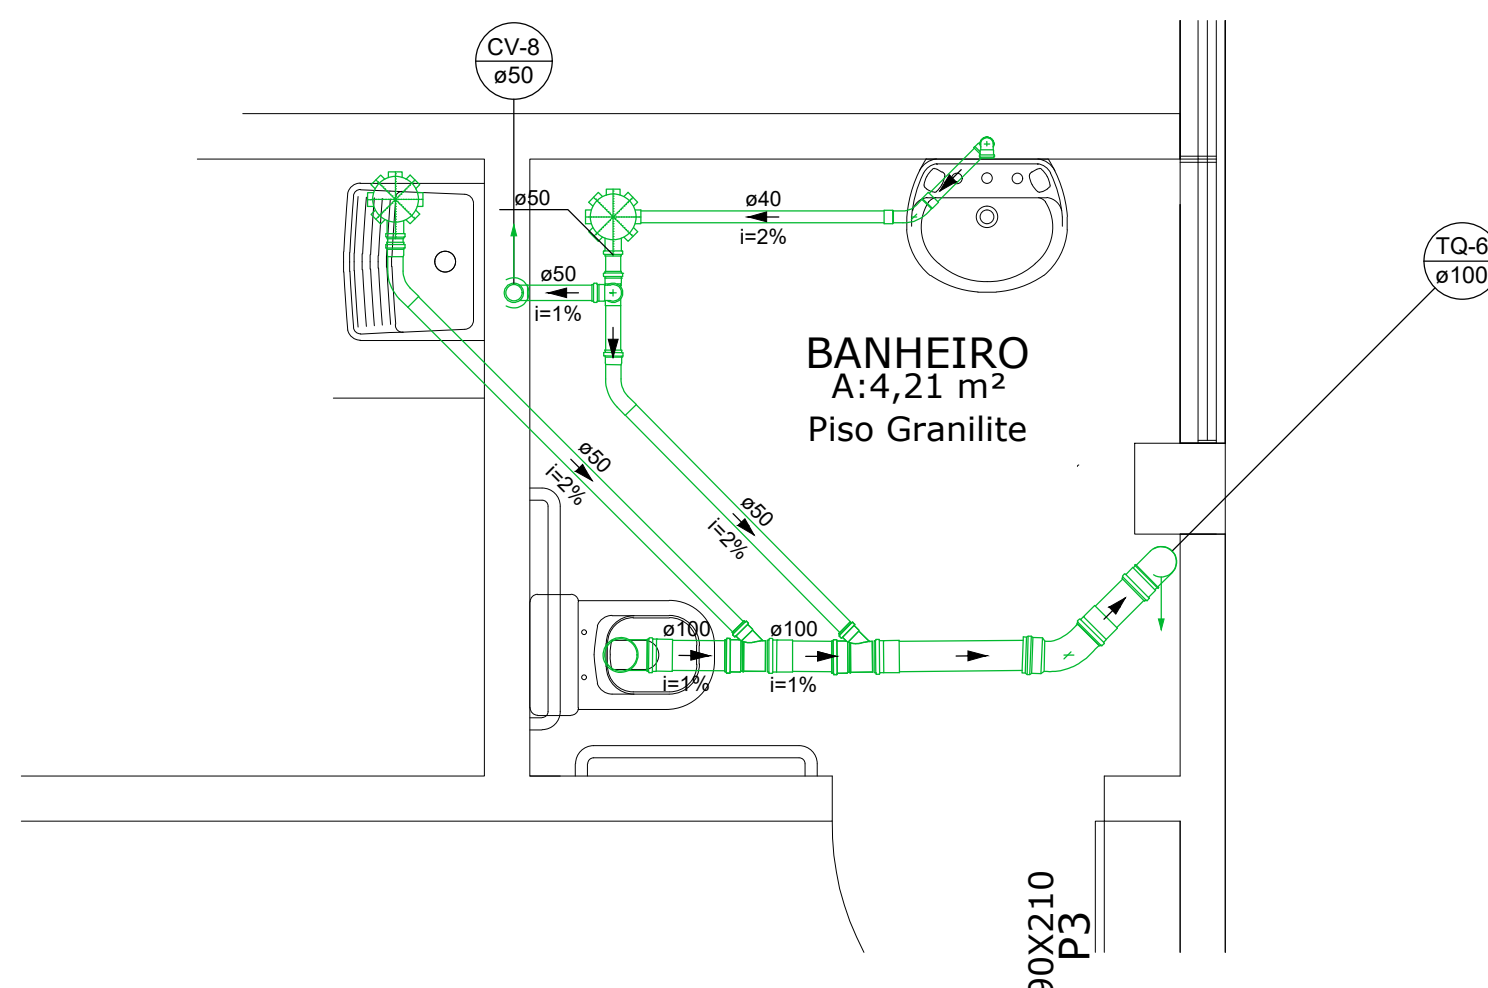 CV-8
ø50
ø50
ø40
i=2%
ø50
i=1%
TQ-6
ø100
BANHEIRO
A:4,21 m²
Piso Granilite
ø50
i=2%
ø50
i=2%
ø100
i=1%
ø100
i=1%
90X210
P3